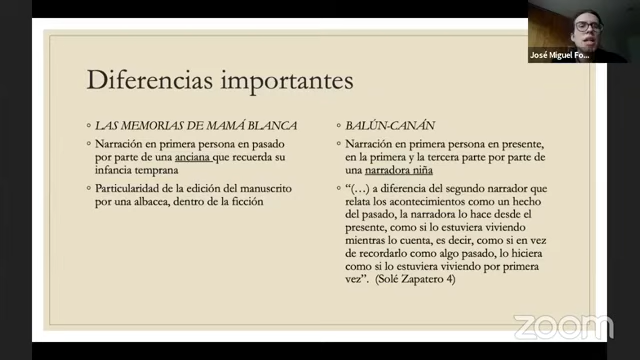 José Miguel Fo...
Diferencias importantes
LAS MEMORIAS DE MAMÁ BLANCA
Narración en primera persona en pasado
por parte de una anciana que recuerda su
infancia temprana
Particularidad de la edición del manuscrito
por una albacea, dentro de la ficción
BALÚN-CANÁN
Narración en primera persona en presente,
en la primera y la tercera parte por parte de
una narradora niña
“(…) a diferencia del segundo narrador que
relata los acontecimientos como un hecho
del pasado, la narradora lo hace desde el
presente, como si lo estuviera viviendo
mientras lo cuenta, es decir, como si en vez
de recordarlo como algo pasado, lo hiciera
como si lo estuviera viviendo por primera
vez”. (Solé Zapatero 4)
zoom